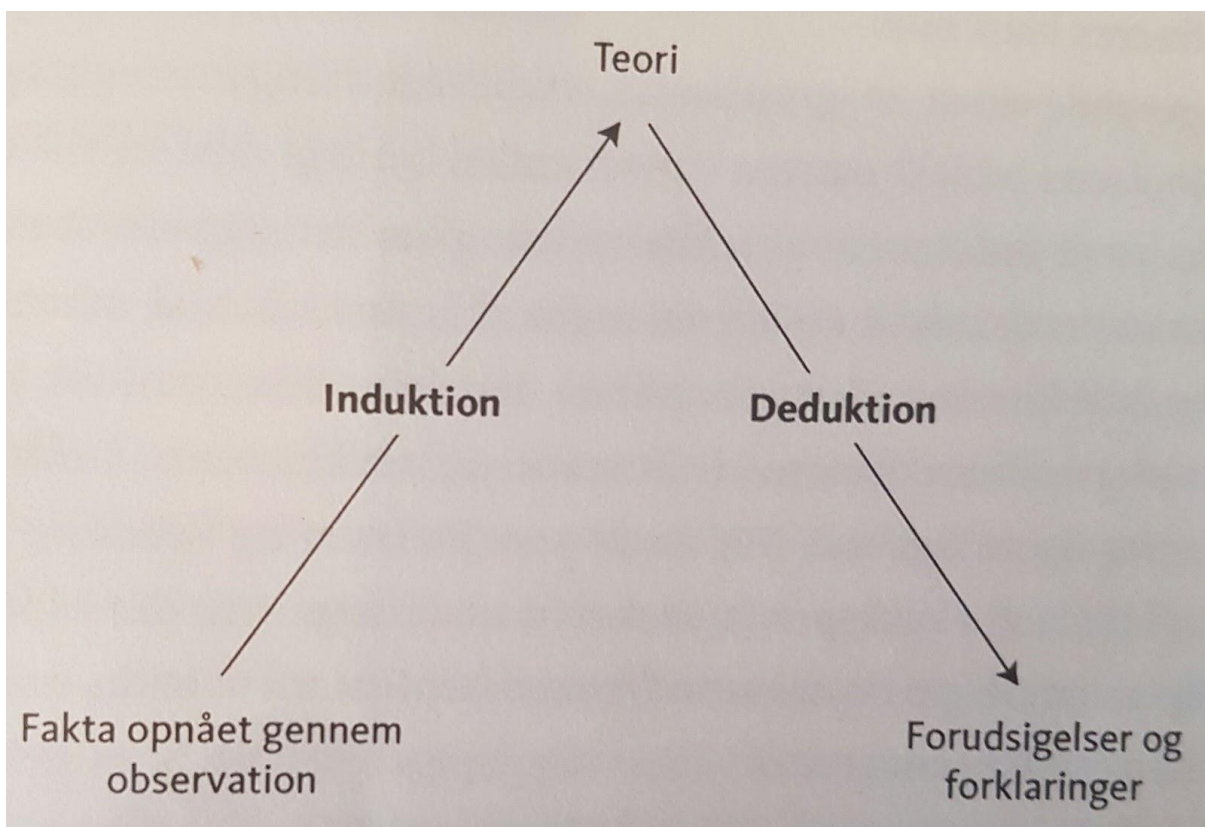 Teori
Induktion
Deduktion
Fakta opnået gennem
observation
Forudsigelser og
forklaringer